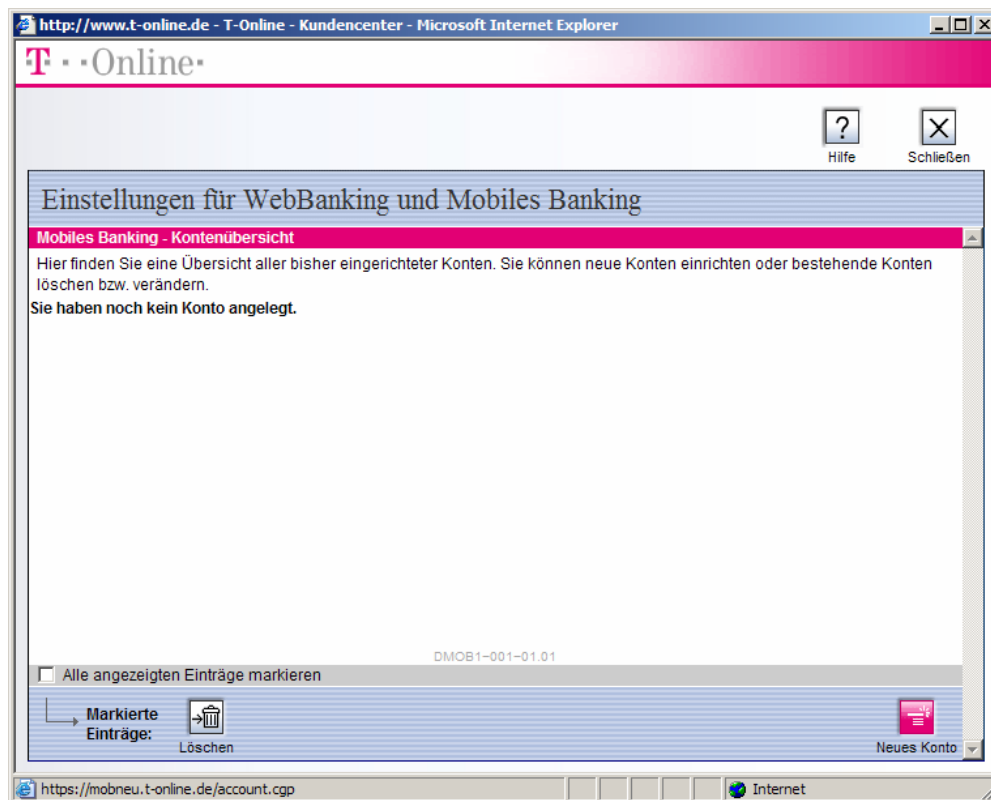 http://www.t-online.de - T-Online - Kundencenter - Microsoft Internet Explorer
T··Online·
?
Hilfe
Schließen
Einstellungen für WebBanking und Mobiles Banking
Mobiles Banking - Kontenübersicht
Hier finden Sie eine Übersicht aller bisher eingerichteter Konten. Sie können neue Konten einrichten oder bestehende Konten
löschen bzw. verändern.
Sie haben noch kein Konto angelegt.
DMOB1-001-01.01
Alle angezeigten Einträge markieren
Markierte
Einträge:
Löschen
Neues Konto
https://mobneu.t-online.de/account.cgp
Internet